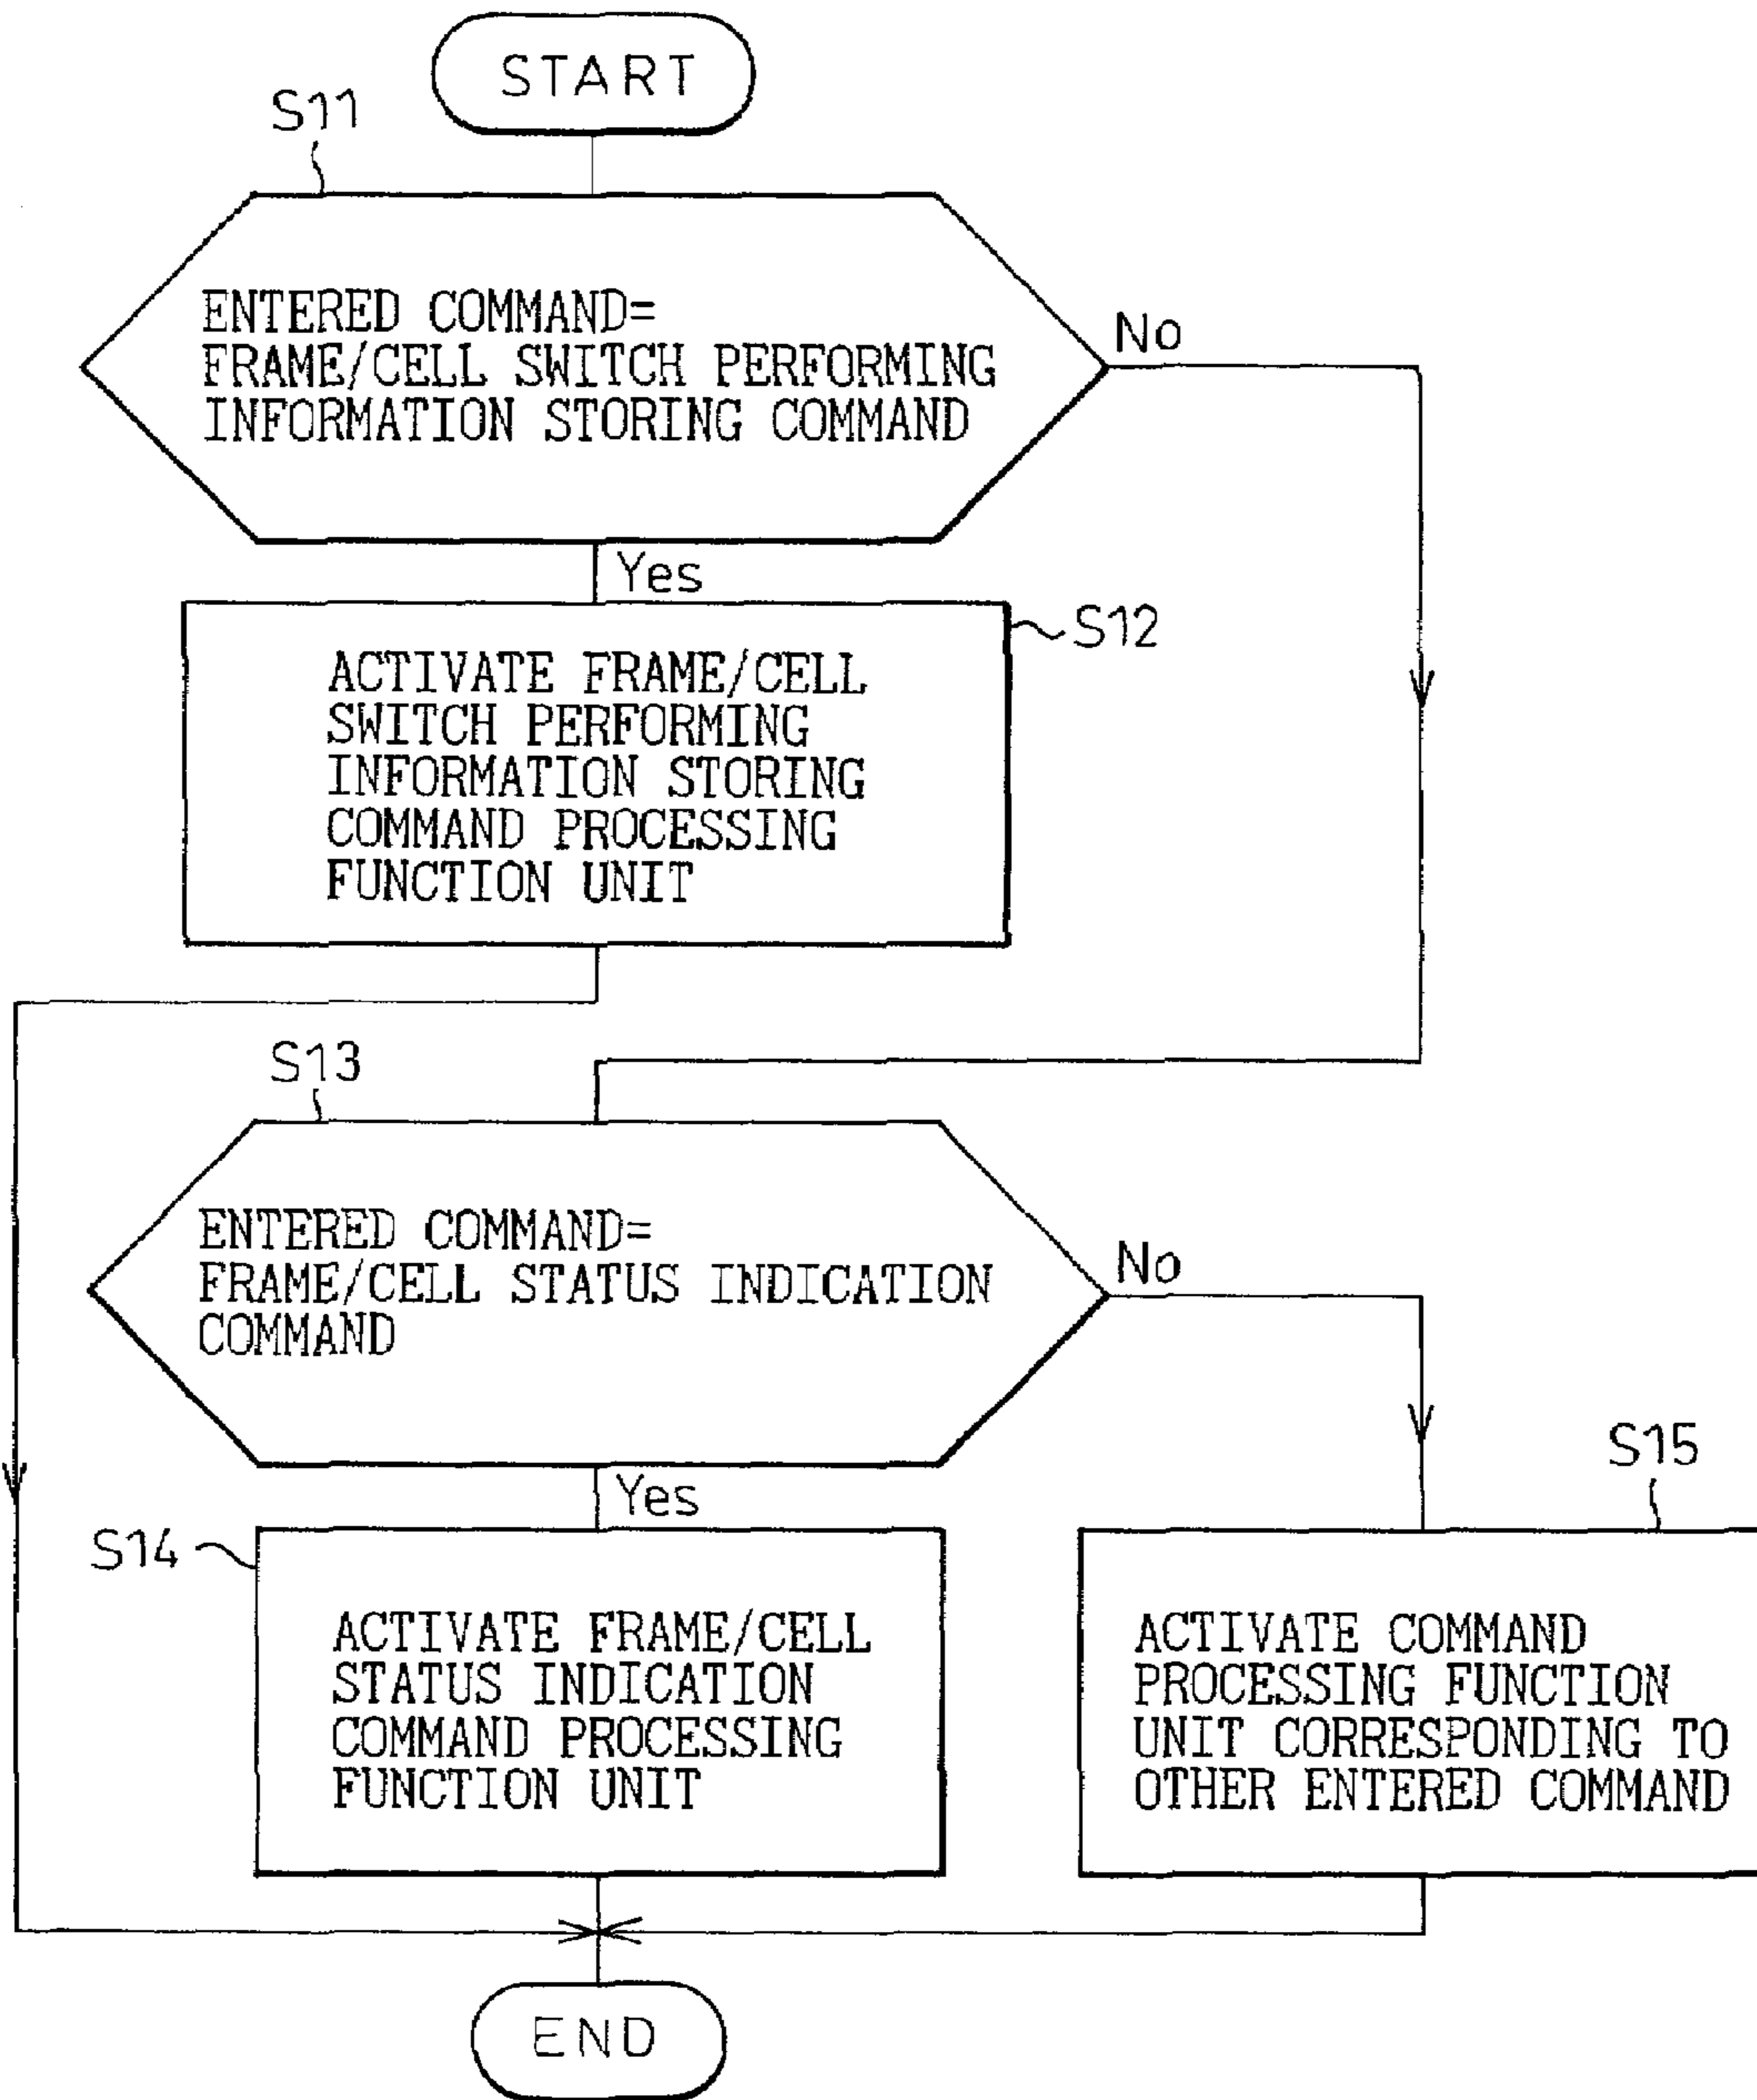 START
S11
ENTERED COMMAND=
FRAME/CELL SWITCH PERFORMING
INFORMATION STORING COMMAND
No
Yes
S12
ACTIVATE FRAME/CELL
SWITCH PERFORMING
INFORMATION STORING
COMMAND PROCESSING
FUNCTION UNIT
S13
ENTERED COMMAND=
FRAME/CELL STATUS INDICATION
COMMAND
No
Yes
S14
ACTIVATE FRAME/CELL
STATUS INDICATION
COMMAND PROCESSING
FUNCTION UNIT
S15
ACTIVATE COMMAND
PROCESSING FUNCTION
UNIT CORRESPONDING TO
OTHER ENTERED COMMAND
END